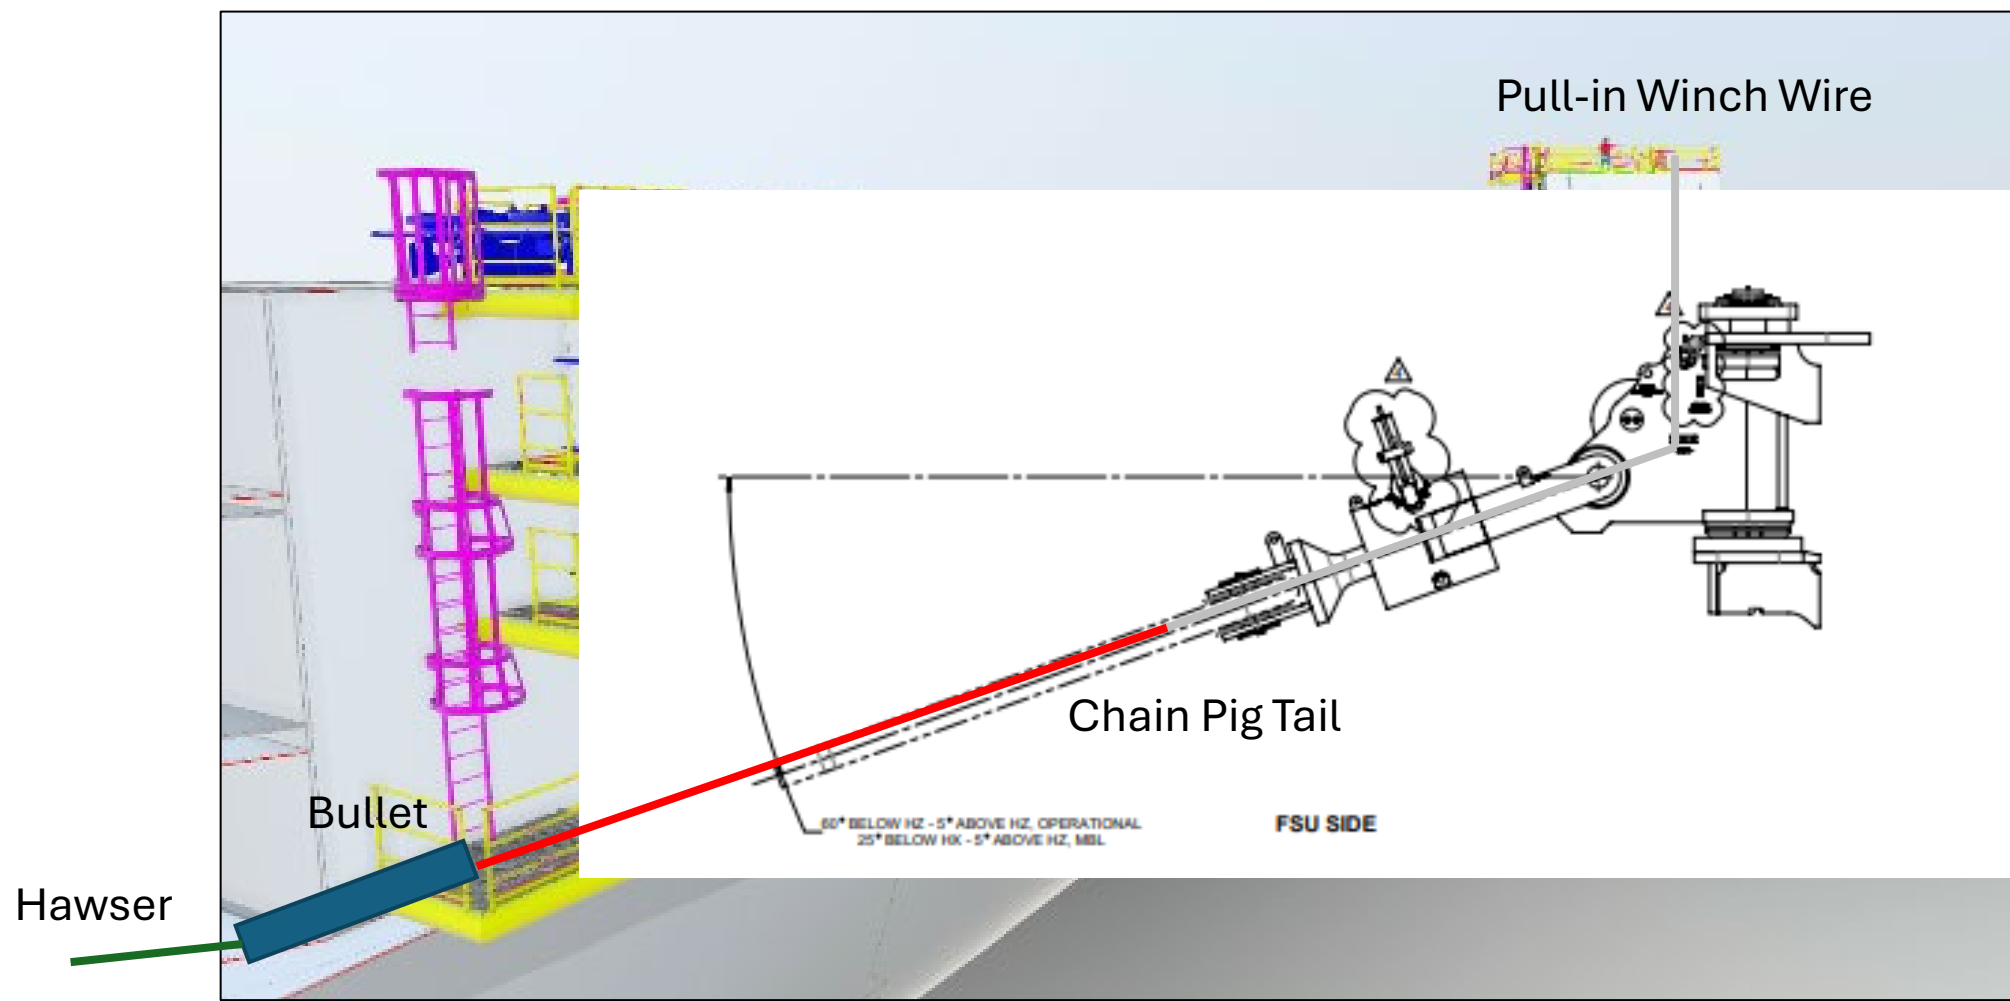 Pull-in Winch Wire
Chain Pig Tail
Bullet
60° BELOW HZ - 5° ABOVE HZ, OPERATIONAL
25° BELOW HX - 5° ABOVE HZ, MBL
FSU SIDE
Hawser